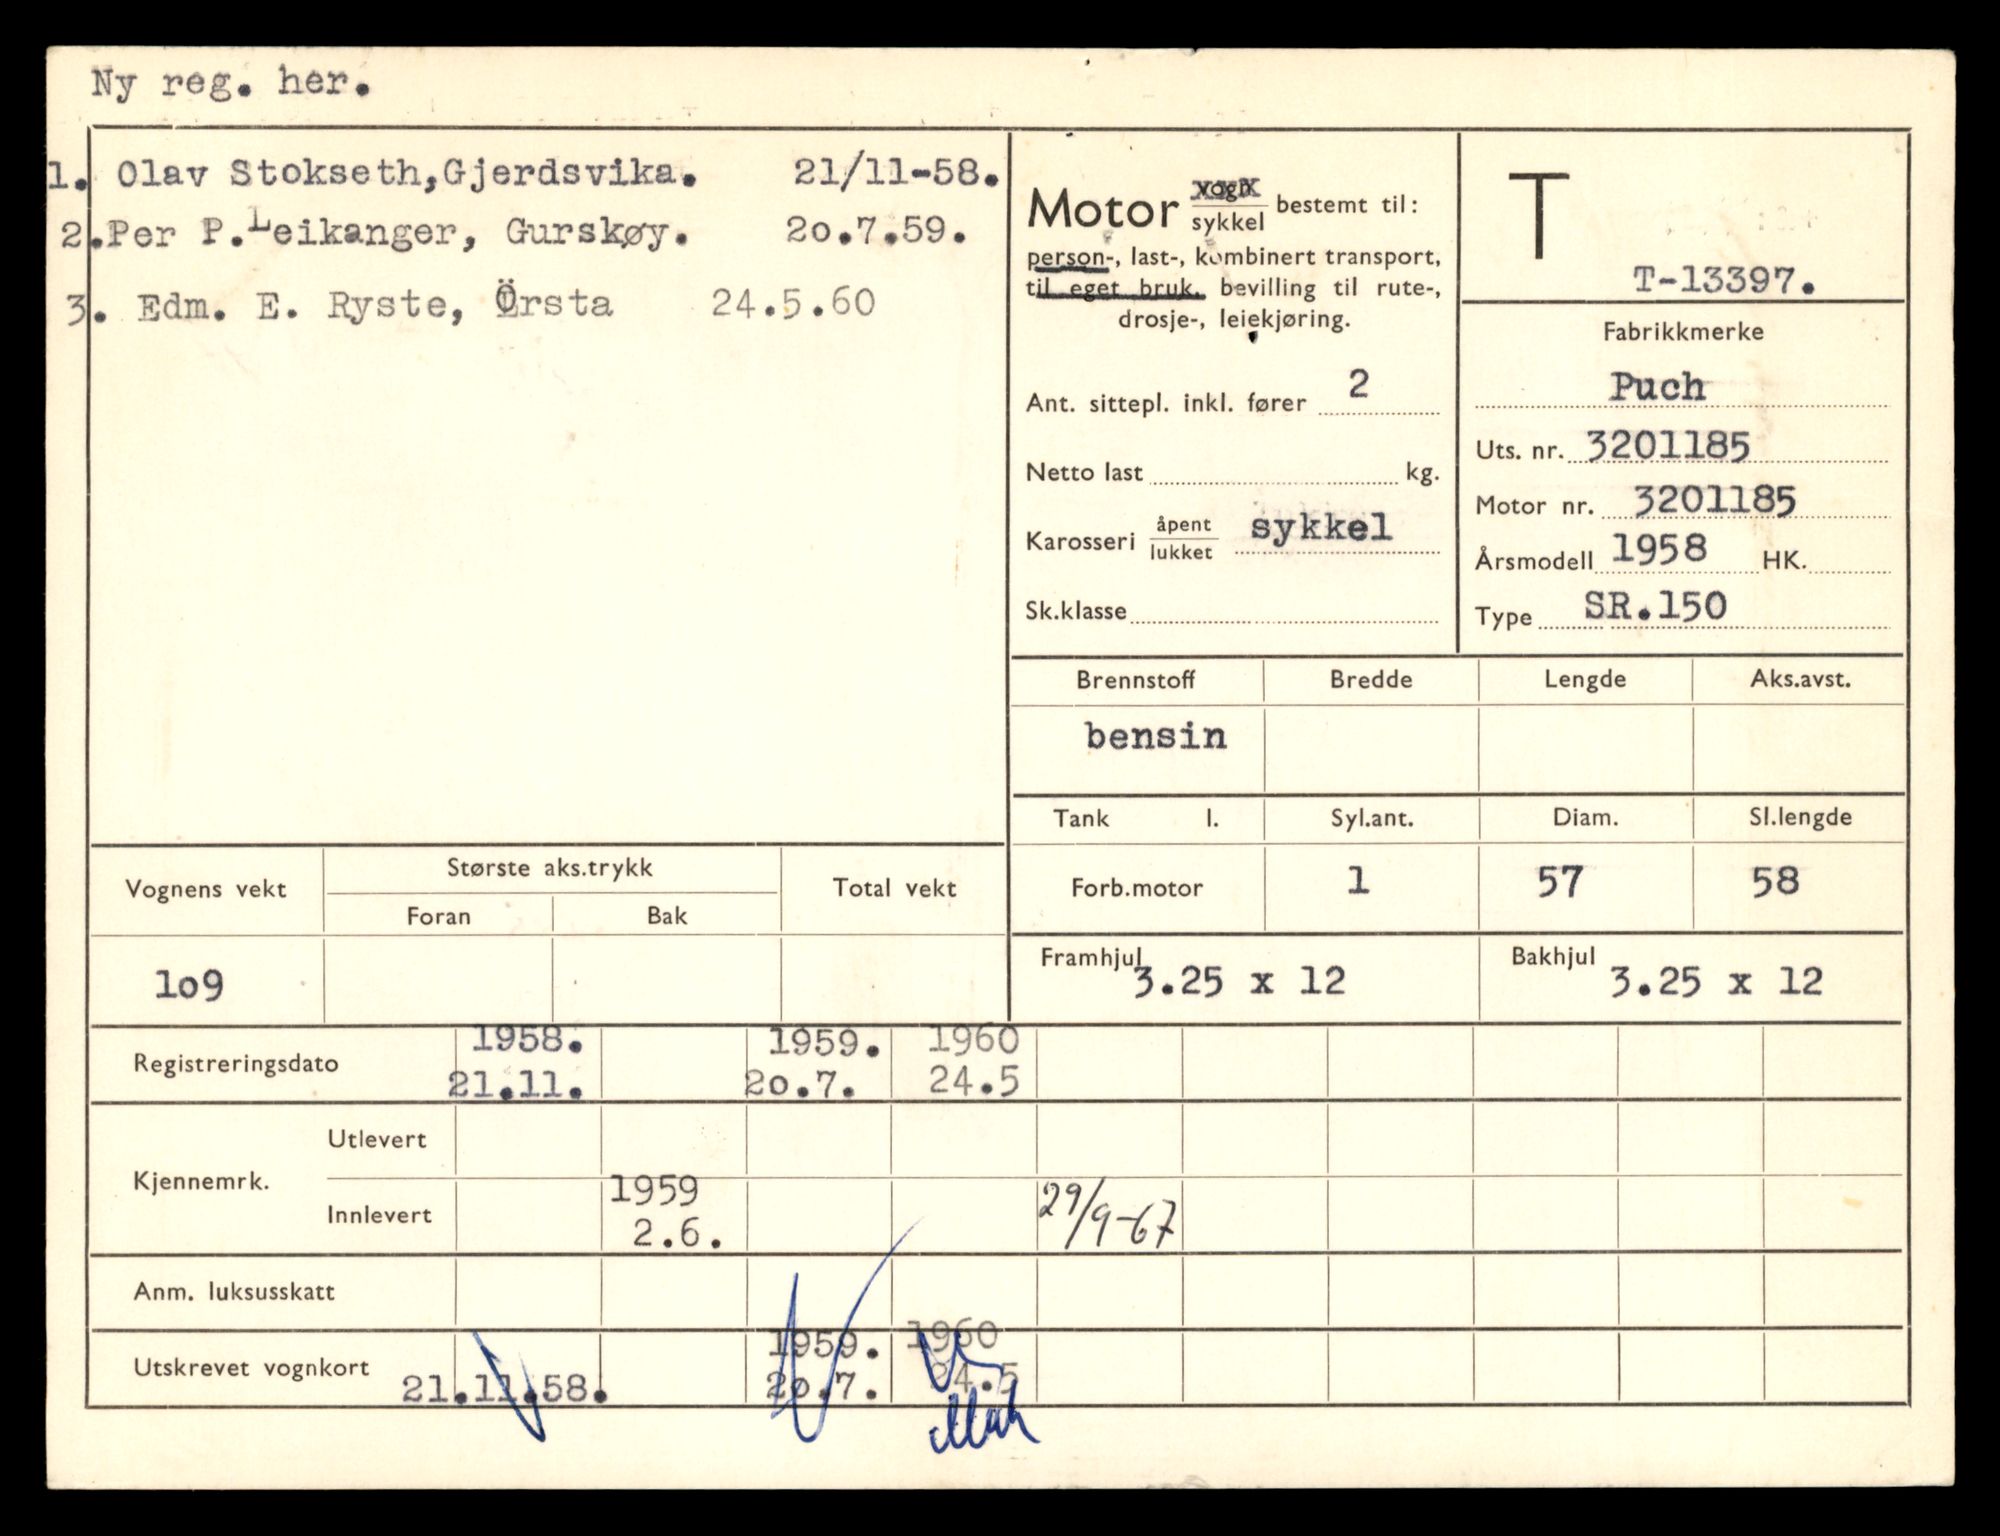 Ny reg. her.
1. Olav Stokseth,Gjerdsvika. 21/11-58.
2.Per P.Leikanger, Gurskøy. 2o.7.59.
3. Edm. E. Ryste, Örsta 24.5.60
Motor vogn sykkel bestemt til:
person-, last-, kombinert transport,
til eget bruk, bevilling til rute-,
drosje-, leiekjøring.
Ant. sittepl. inkl. fører 2
Netto last kg.
Karosseri åpent lukket sykkel
Sk.klasse
T
T-13397.
Fabrikkmerke
Puch
Uts. nr. 3201185
Motor nr. 3201185
Årsmodell 1958 HK.
Type SR.150
Brennstoff Bredde Lengde Aks.avst.
bensin
Tank l. Syl.ant. Diam. Sl.lengde
Forb.motor 1 57 58
Framhjul 3.25 x 12 Bakhjul 3.25 x 12
Vognens vekt Største aks.trykk Total vekt
Foran Bak
1o9
Registreringsdato 1958. 1959. 1960
21.11. 2o.7. 24.5
Kjennemrk. Utlevert
Innlevert 1959 29/9-67
2.6.
Anm. luksusskatt
Utskrevet vognkort 1959. 1960
21.11.58. 2o.7. 24.5